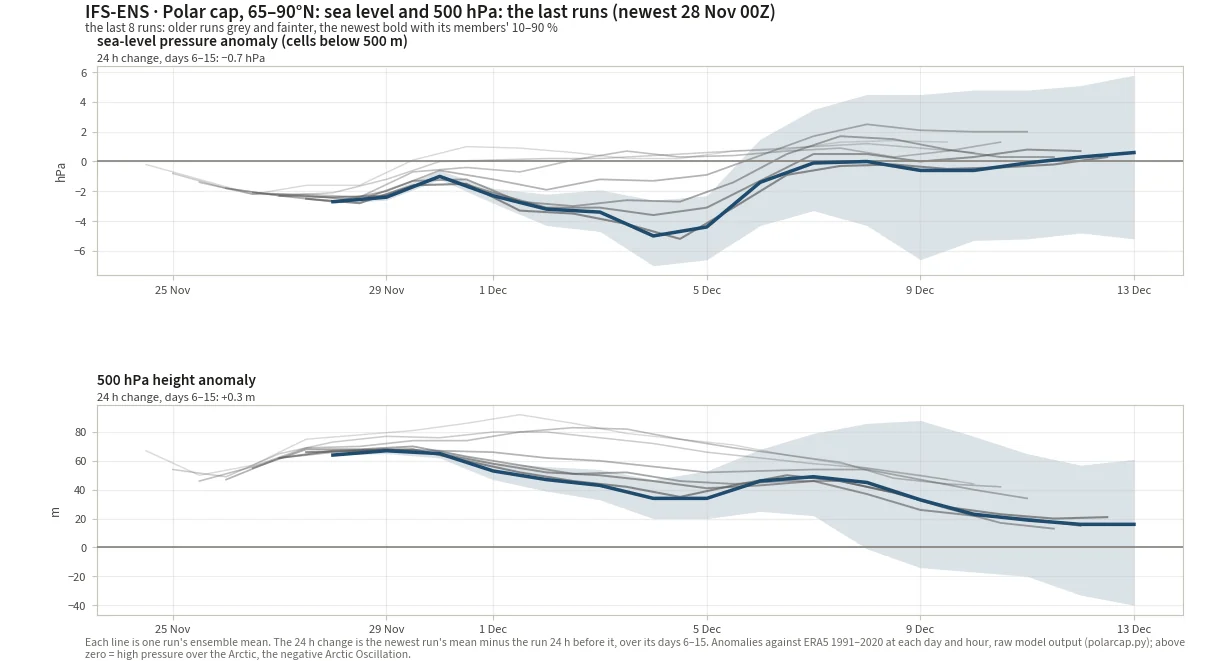 IFS-ENS · Polar cap, 65–90°N: sea level and 500 hPa: the last runs (newest 28 Nov 00Z)
the last 8 runs: older runs grey and fainter, the newest bold with its members' 10–90 %
sea-level pressure anomaly (cells below 500 m)
24 h change, days 6–15: −0.7 hPa
6
4
2
0
−2
−4
−6
hPa
25 Nov
29 Nov
1 Dec
5 Dec
9 Dec
13 Dec
500 hPa height anomaly
24 h change, days 6–15: +0.3 m
80
60
40
20
0
−20
−40
m
25 Nov
29 Nov
1 Dec
5 Dec
9 Dec
13 Dec
Each line is one run's ensemble mean. The 24 h change is the newest run's mean minus the run 24 h before it, over its days 6–15. Anomalies against ERA5 1991–2020 at each day and hour, raw model output (polarcap.py); above
zero = high pressure over the Arctic, the negative Arctic Oscillation.